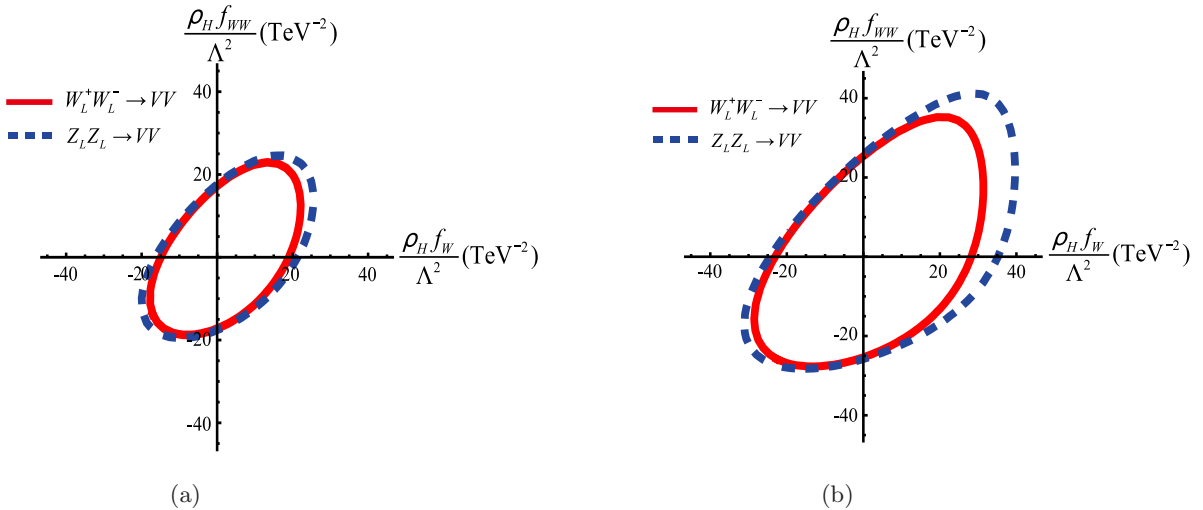 ρ_H f_WW / Λ² (TeV⁻²)
40
W_L⁺W_L⁻→VV
Z_L Z_L→VV
20
ρ_H f_W / Λ² (TeV⁻²)
-40 -20 20 40
-20
-40
(a)
ρ_H f_WW / Λ² (TeV⁻²)
40
W_L⁺W_L⁻→VV
Z_L Z_L→VV
20
ρ_H f_W / Λ² (TeV⁻²)
-40 -20 20 40
-20
-40
(b)